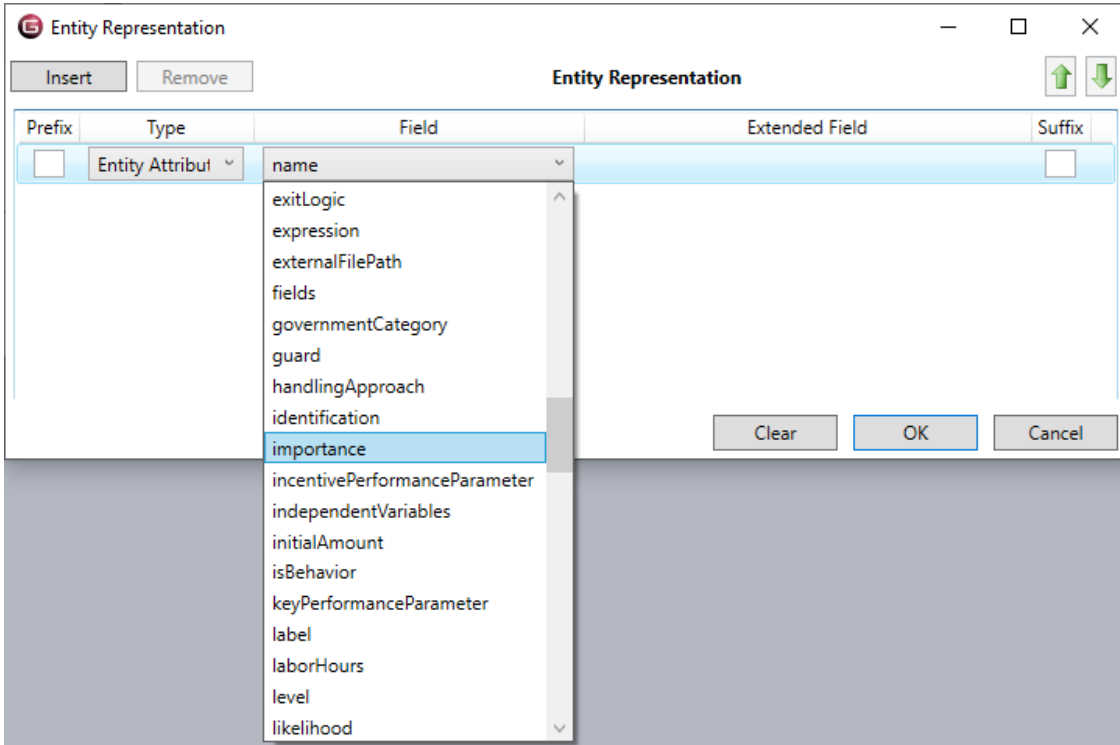 Entity Representation
Insert Remove Entity Representation
Prefix Type Field Extended Field Suffix
Entity Attribut name
exitLogic
expression
externalFilePath
fields
governmentCategory
guard
handlingApproach
identification
importance
incentivePerformanceParameter
independentVariables
initialAmount
isBehavior
keyPerformanceParameter
label
laborHours
level
likelihood
Clear OK Cancel